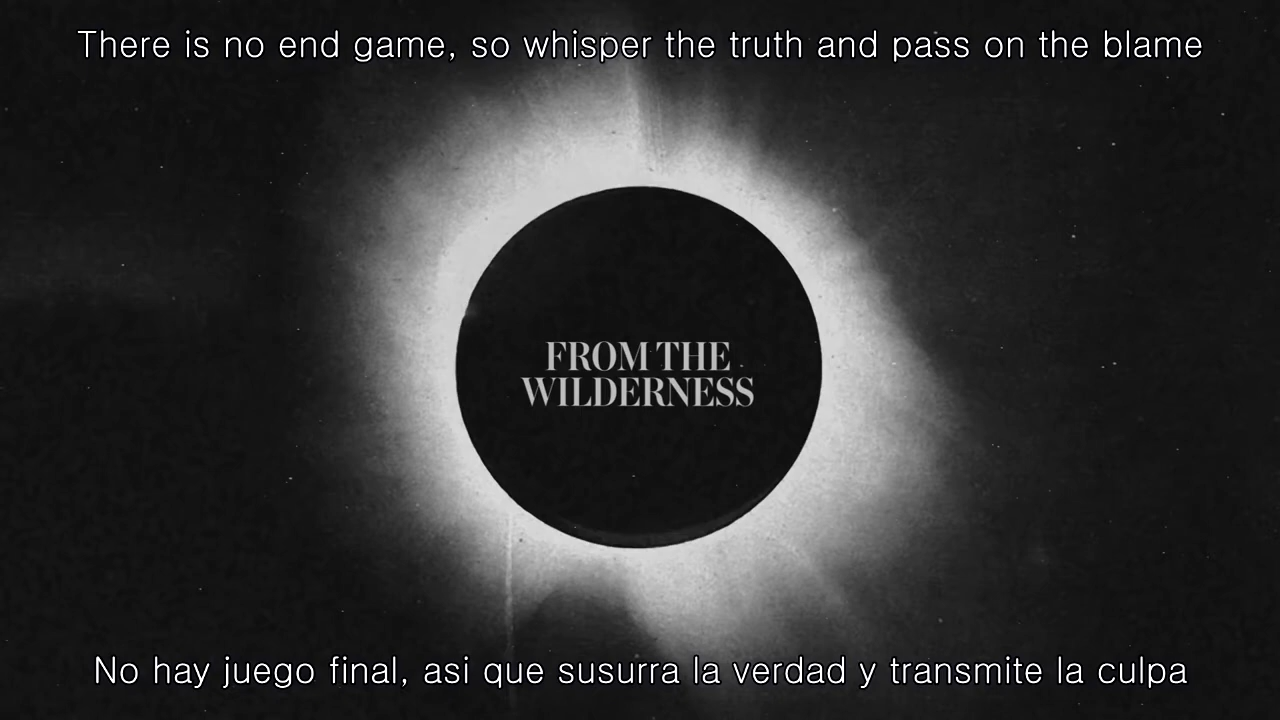 There is no end game, so whisper the truth and pass on the blame
FROM THE
WILDERNESS
No hay juego final, asi que susurra la verdad y transmite la culpa